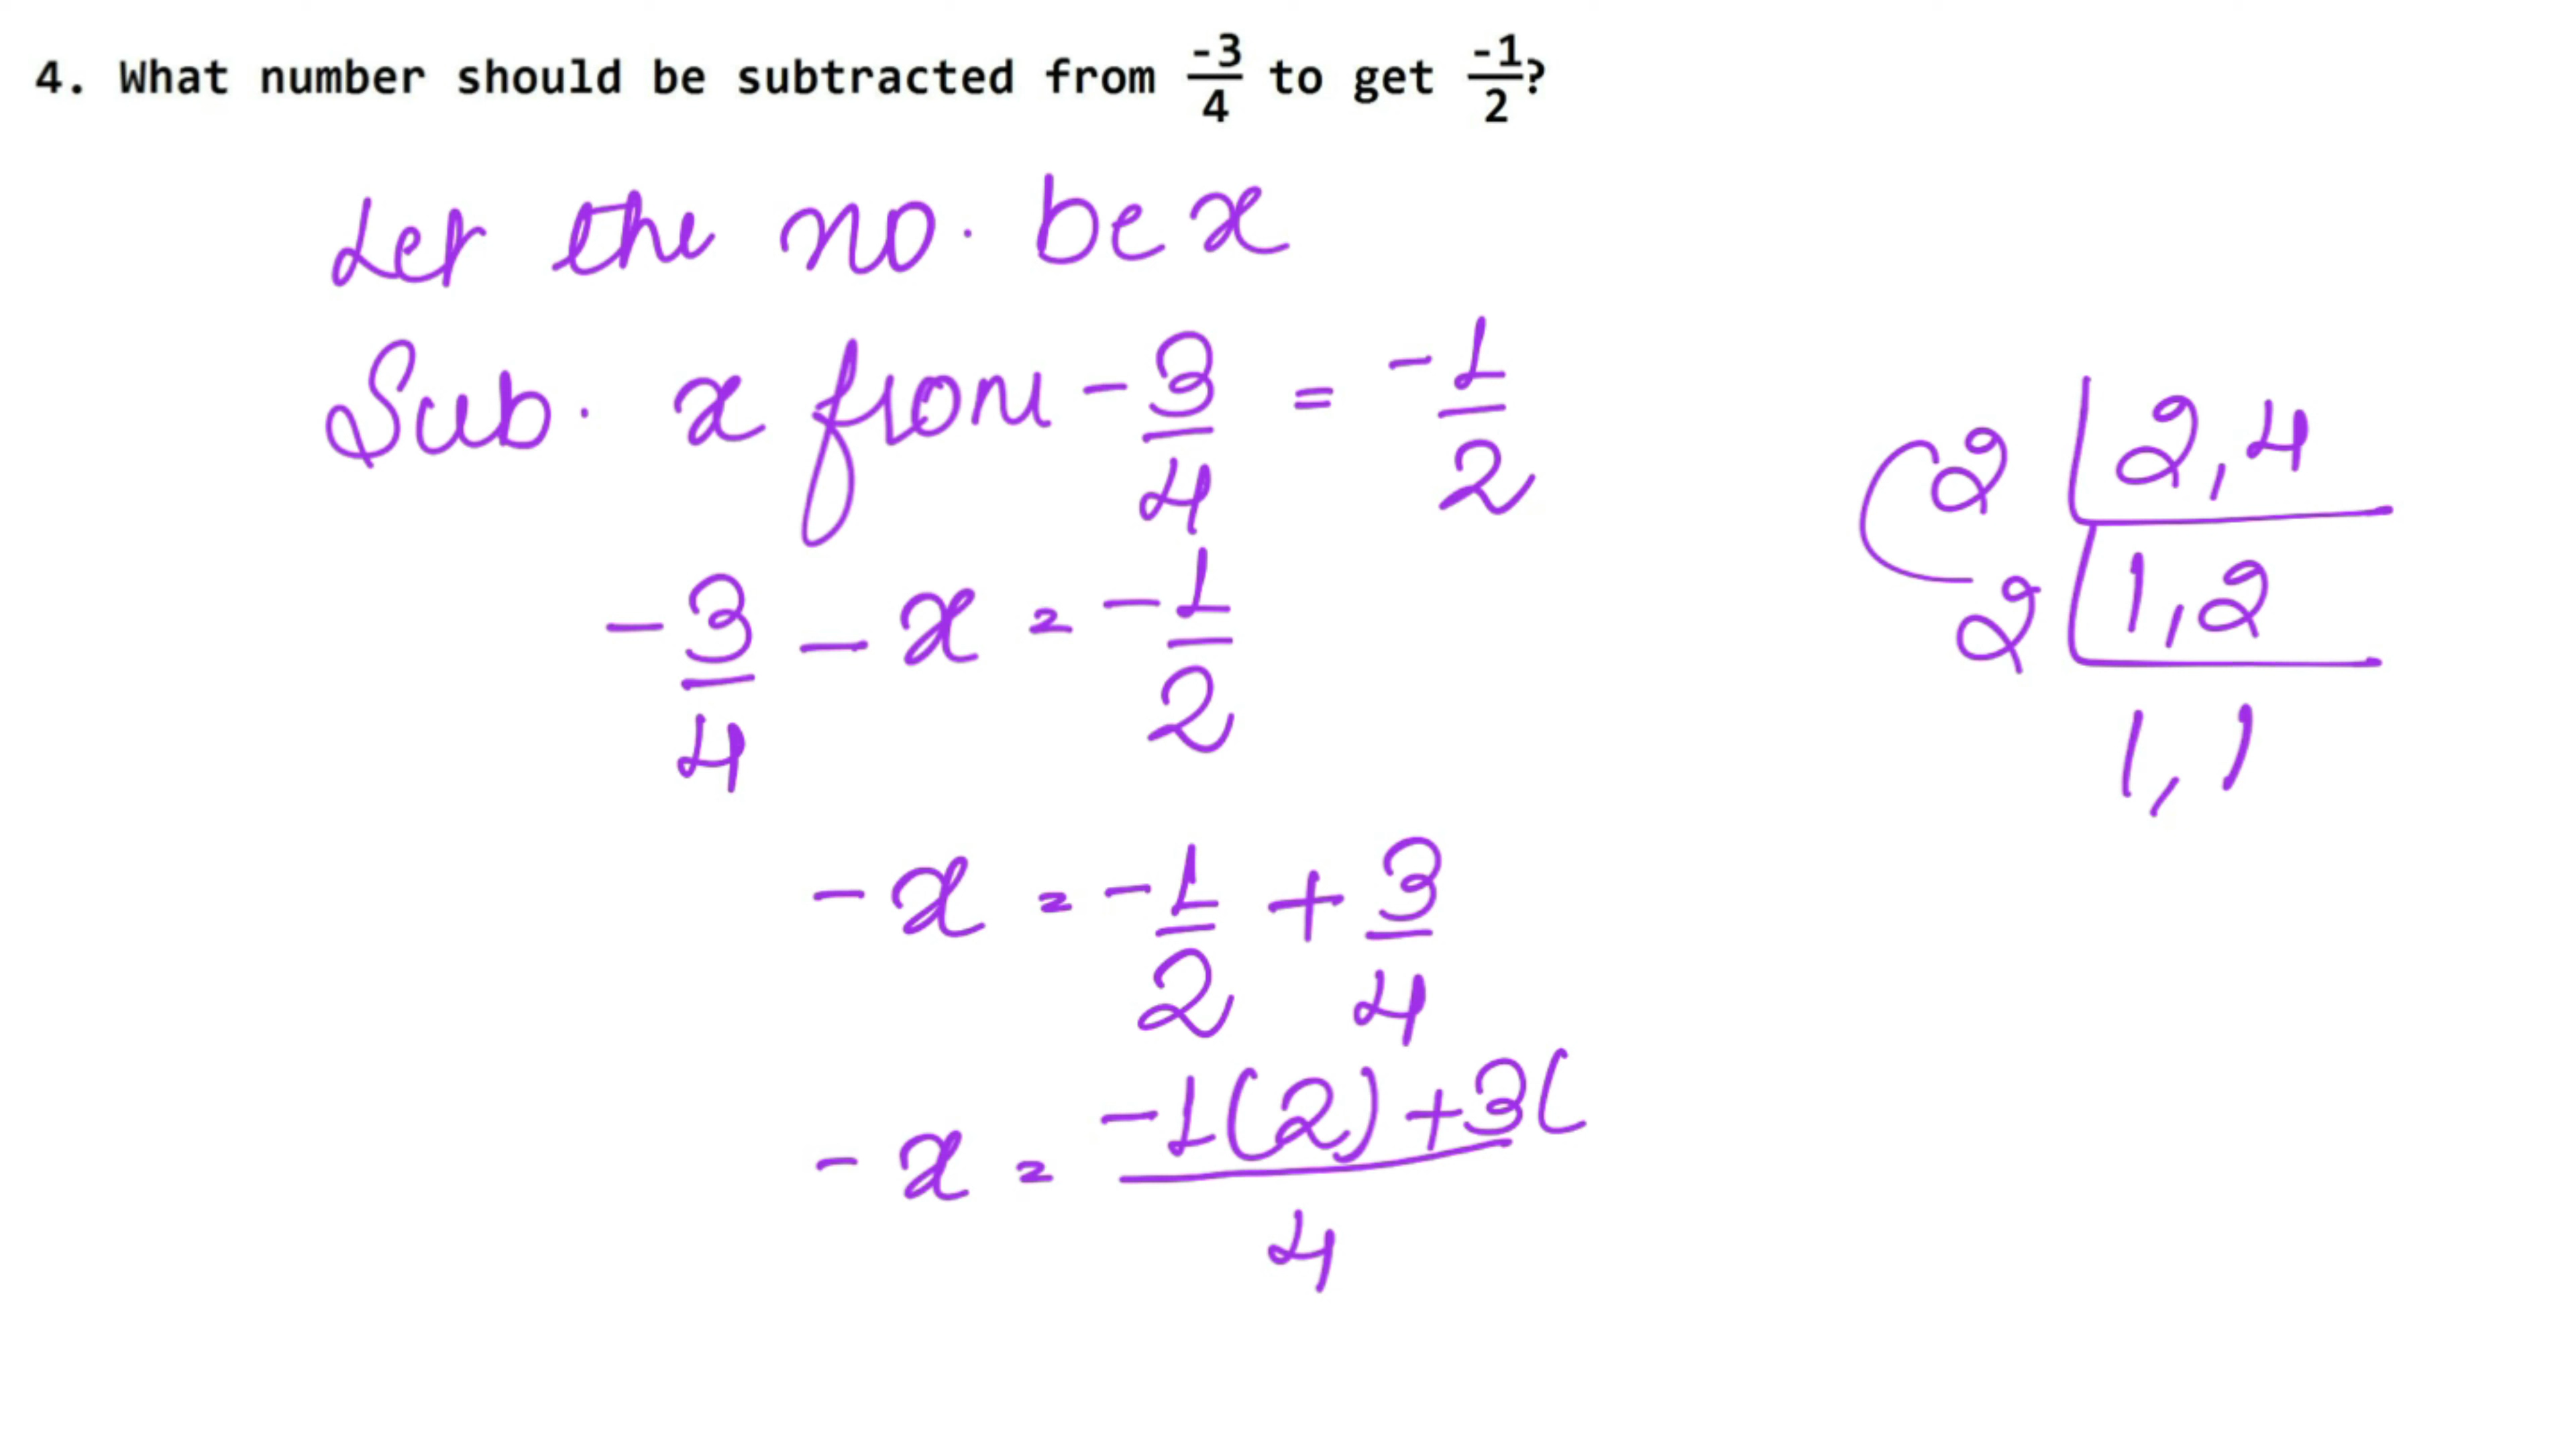 4. What number should be subtracted from -3/4 to get -1/2?
Let the no. be x
Sub. x from -3/4 = -1/2
-3/4 - x = -1/2
-x = -1/2 + 3/4
-x = -1(2)+3(/4
2 | 2,4
2 | 1,2
1,1